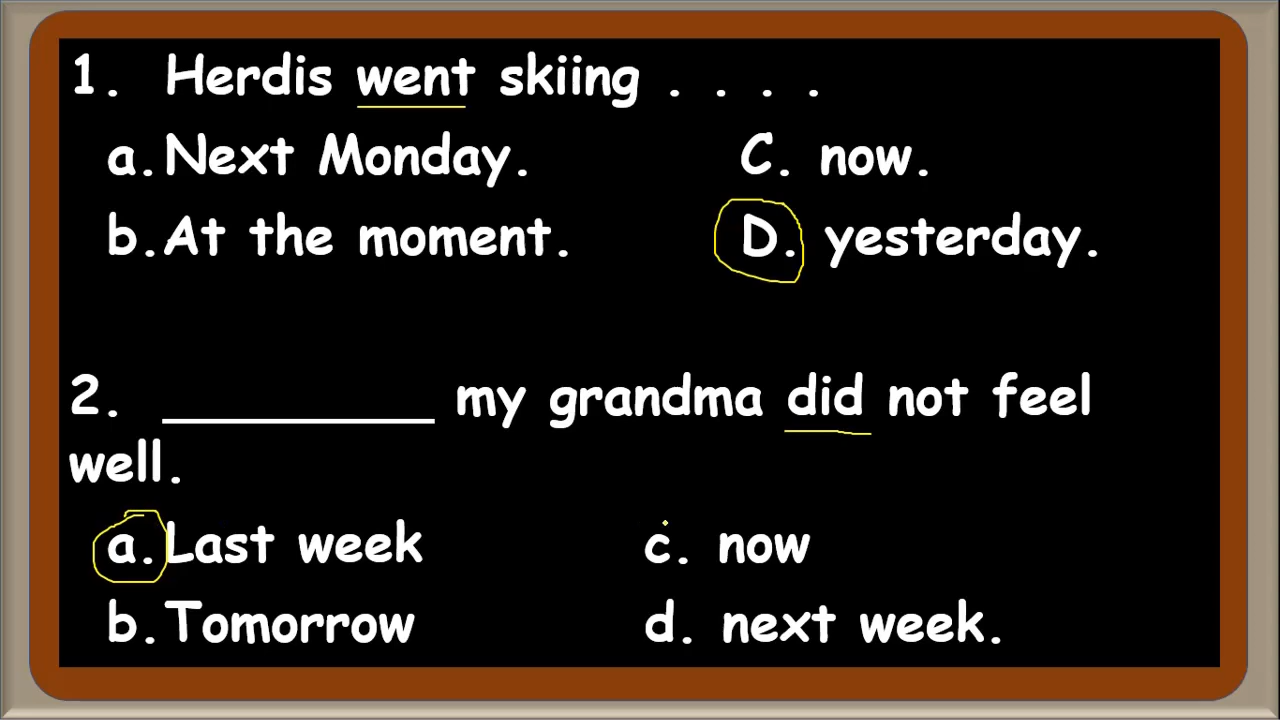 1. Herdis went skiing . . . .
a. Next Monday. C. now.
b. At the moment. D. yesterday.
2. __________ my grandma did not feel
well.
a. Last week c. now
b. Tomorrow d. next week.